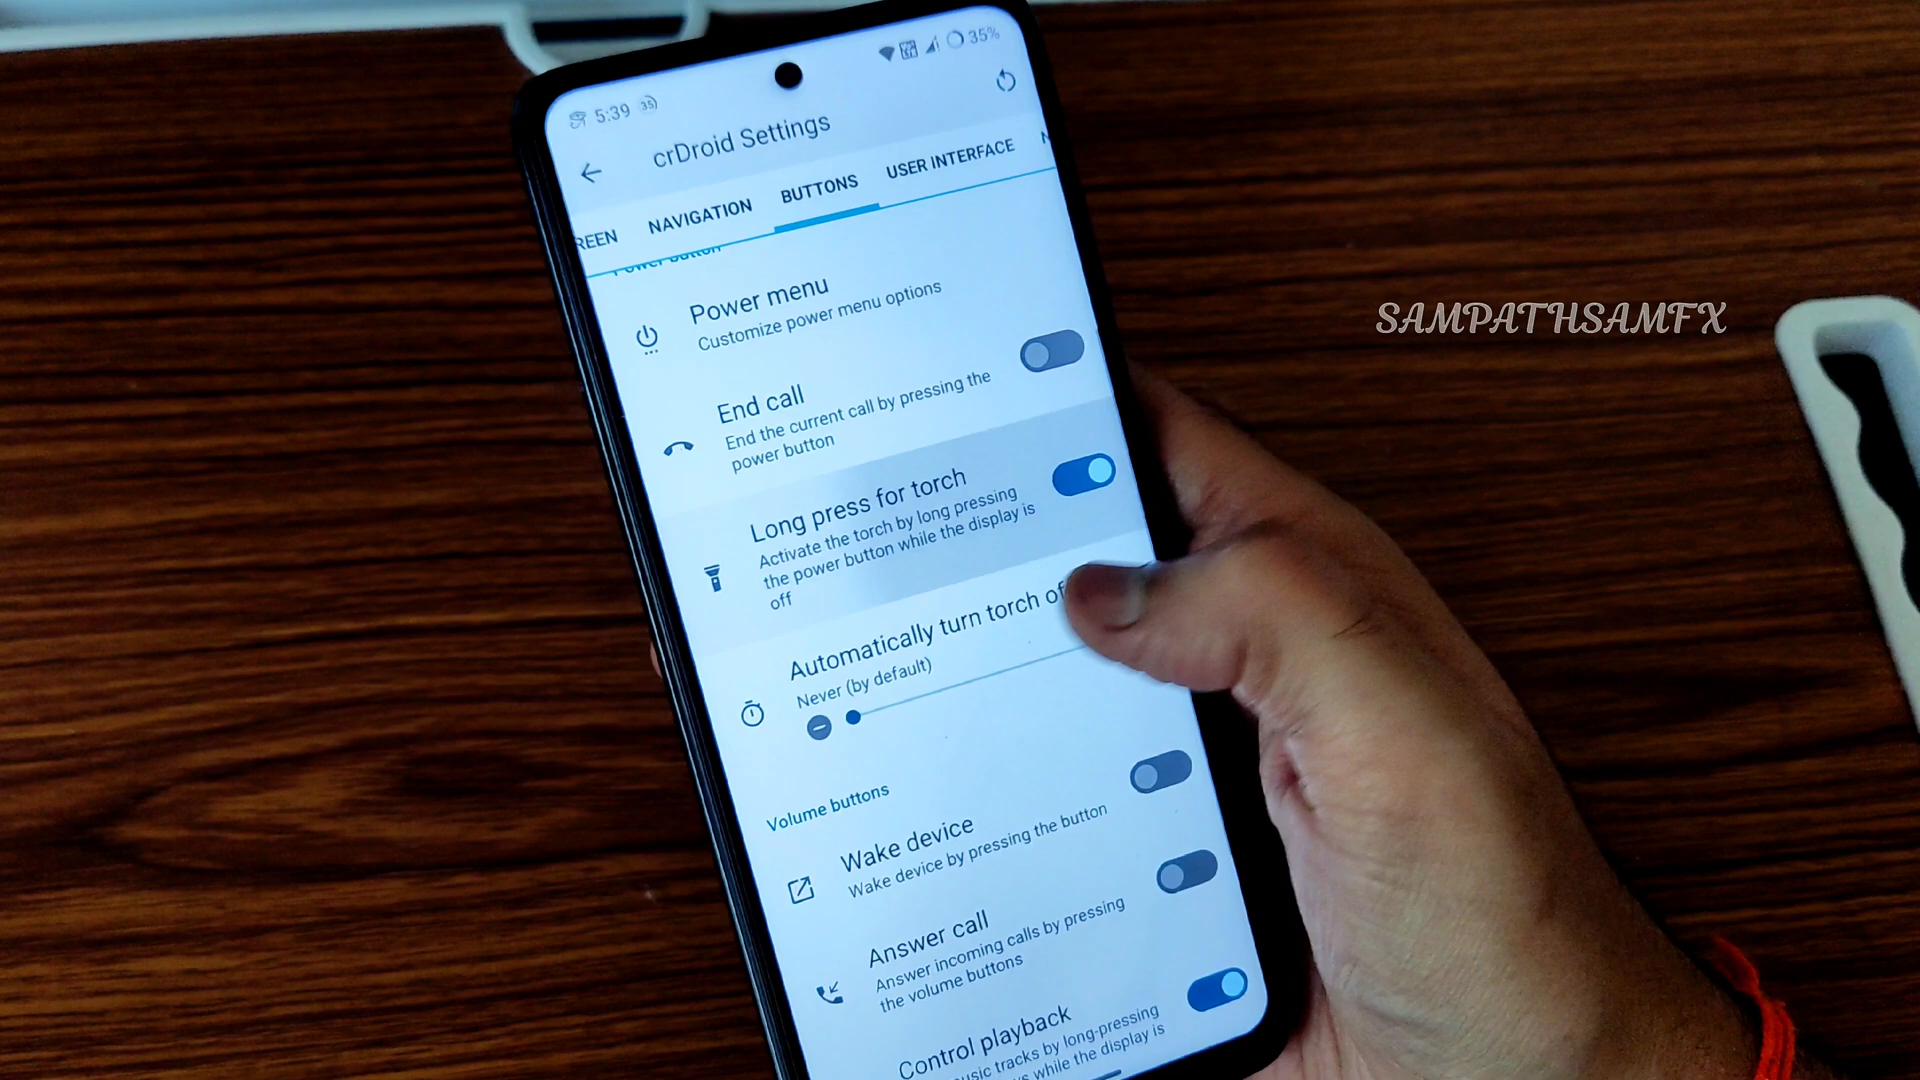 5:39 35
35%
crDroid Settings
REEN NAVIGATION BUTTONS USER INTERFACE N
Power button
Power menu
Customize power menu options
End call
End the current call by pressing the
power button
Long press for torch
Activate the torch by long pressing
the power button while the display is
off
Automatically turn torch of
Never (by default)
Volume buttons
Wake device
Wake device by pressing the button
Answer call
Answer incoming calls by pressing
the volume buttons
Control playback
usic tracks by long-pressing
s while the display is
SAMPATHSAMFX